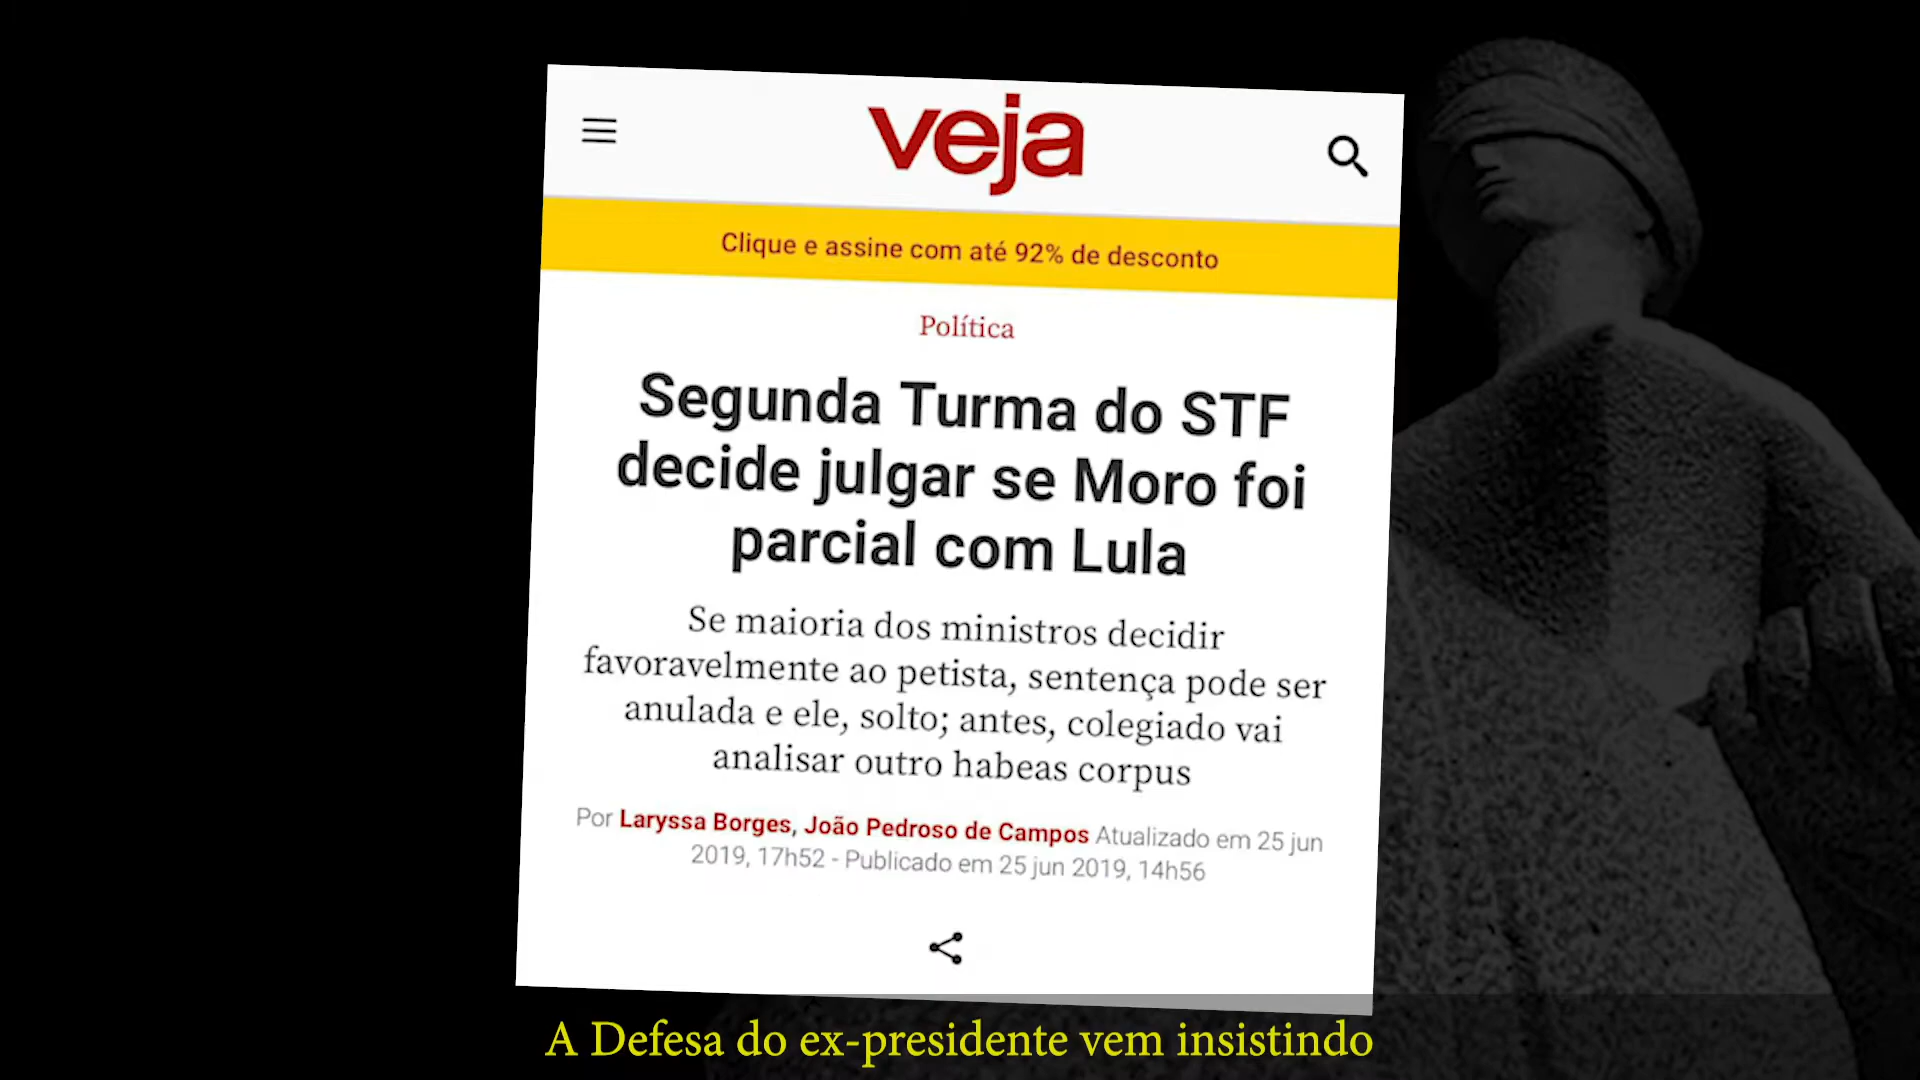 veja
Clique e assine com até 92% de desconto
Política
Segunda Turma do STF
decide julgar se Moro foi
parcial com Lula
Se maioria dos ministros decidir
favoravelmente ao petista, sentença pode ser
anulada e ele, solto; antes, colegiado vai
analisar outro habeas corpus
Por Laryssa Borges, João Pedroso de Campos Atualizado em 25 jun
2019, 17h52 - Publicado em 25 jun 2019, 14h56
A Defesa do ex-presidente vem insistindo